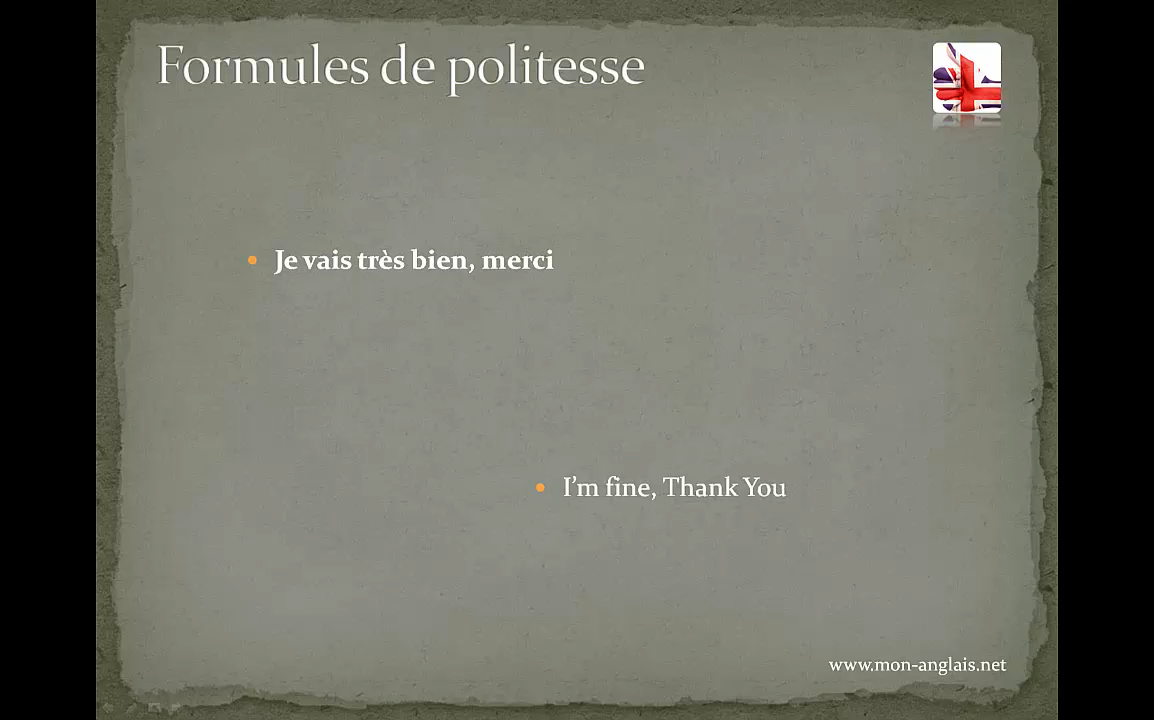 Formules de politesse
Je vais très bien, merci
I'm fine, Thank You
www.mon-anglais.net